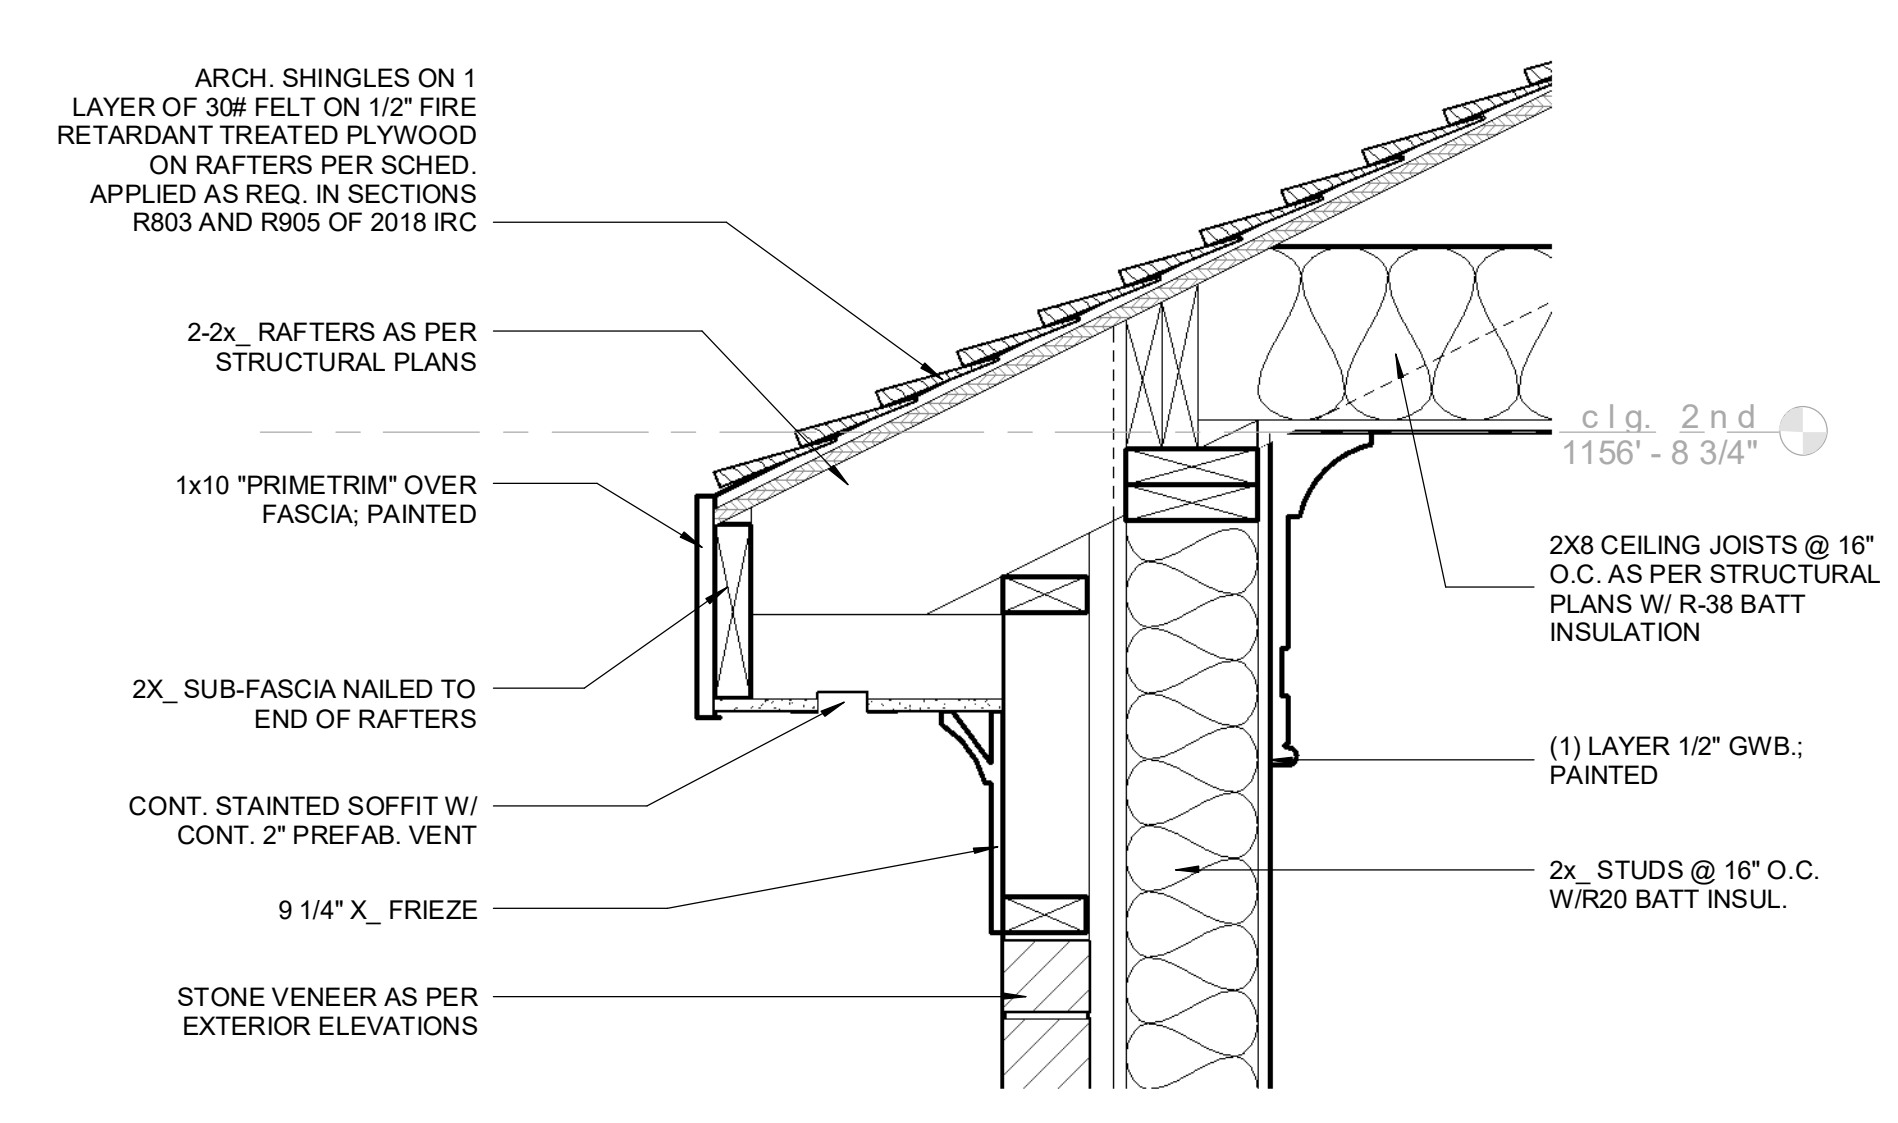 ARCH. SHINGLES ON 1
LAYER OF 30# FELT ON 1/2" FIRE
RETARDANT TREATED PLYWOOD
ON RAFTERS PER SCHED.
APPLIED AS REQ. IN SECTIONS
R803 AND R905 OF 2018 IRC
2-2x_ RAFTERS AS PER
STRUCTURAL PLANS
1x10 "PRIMETRIM" OVER
FASCIA; PAINTED
2X_ SUB-FASCIA NAILED TO
END OF RAFTERS
CONT. STAINTED SOFFIT W/
CONT. 2" PREFAB. VENT
9 1/4" X_ FRIEZE
STONE VENEER AS PER
EXTERIOR ELEVATIONS
clg. 2nd
1156' - 8 3/4"
2X8 CEILING JOISTS @ 16"
O.C. AS PER STRUCTURAL
PLANS W/ R-38 BATT
INSULATION
(1) LAYER 1/2" GWB.;
PAINTED
2x_ STUDS @ 16" O.C.
W/R20 BATT INSUL.